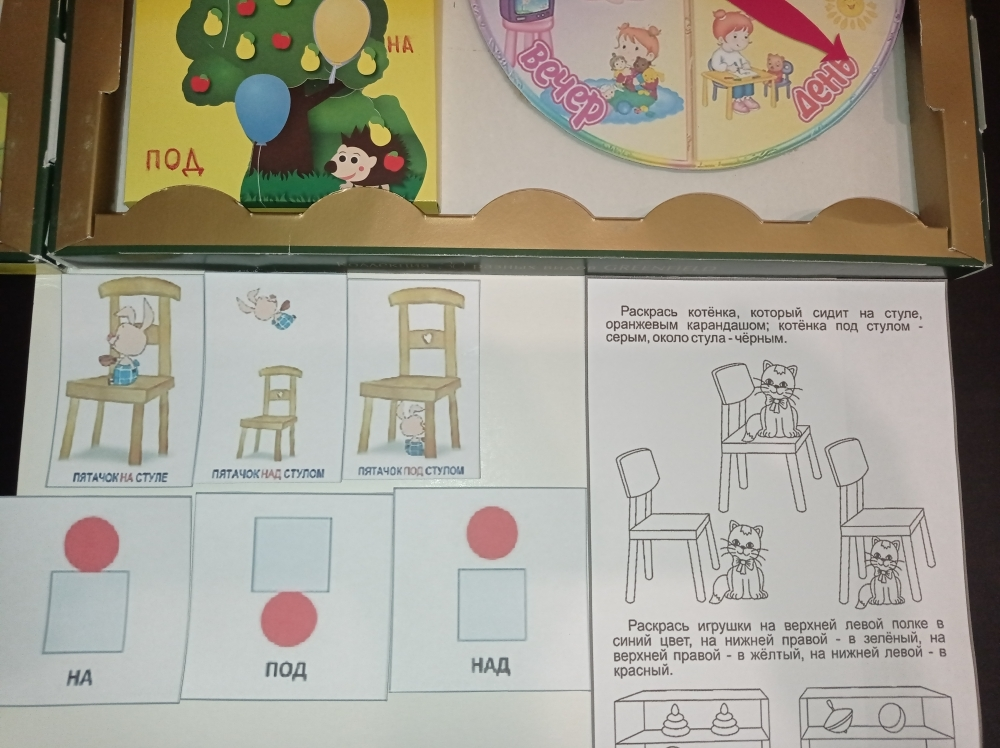 НА
ПОД
вечер
день
ПЯТАЧОК НА СТУЛЕ
ПЯТАЧОК НАД СТУЛОМ
ПЯТАЧОК ПОД СТУЛОМ
НА
ПОД
НАД
Раскрась котёнка, который сидит на стуле,
оранжевым карандашом; котёнка под стулом -
серым, около стула - чёрным.
Раскрась игрушки на верхней левой полке в
синий цвет, на нижней правой - в зелёный, на
верхней правой - в жёлтый, на нижней левой - в
красный.